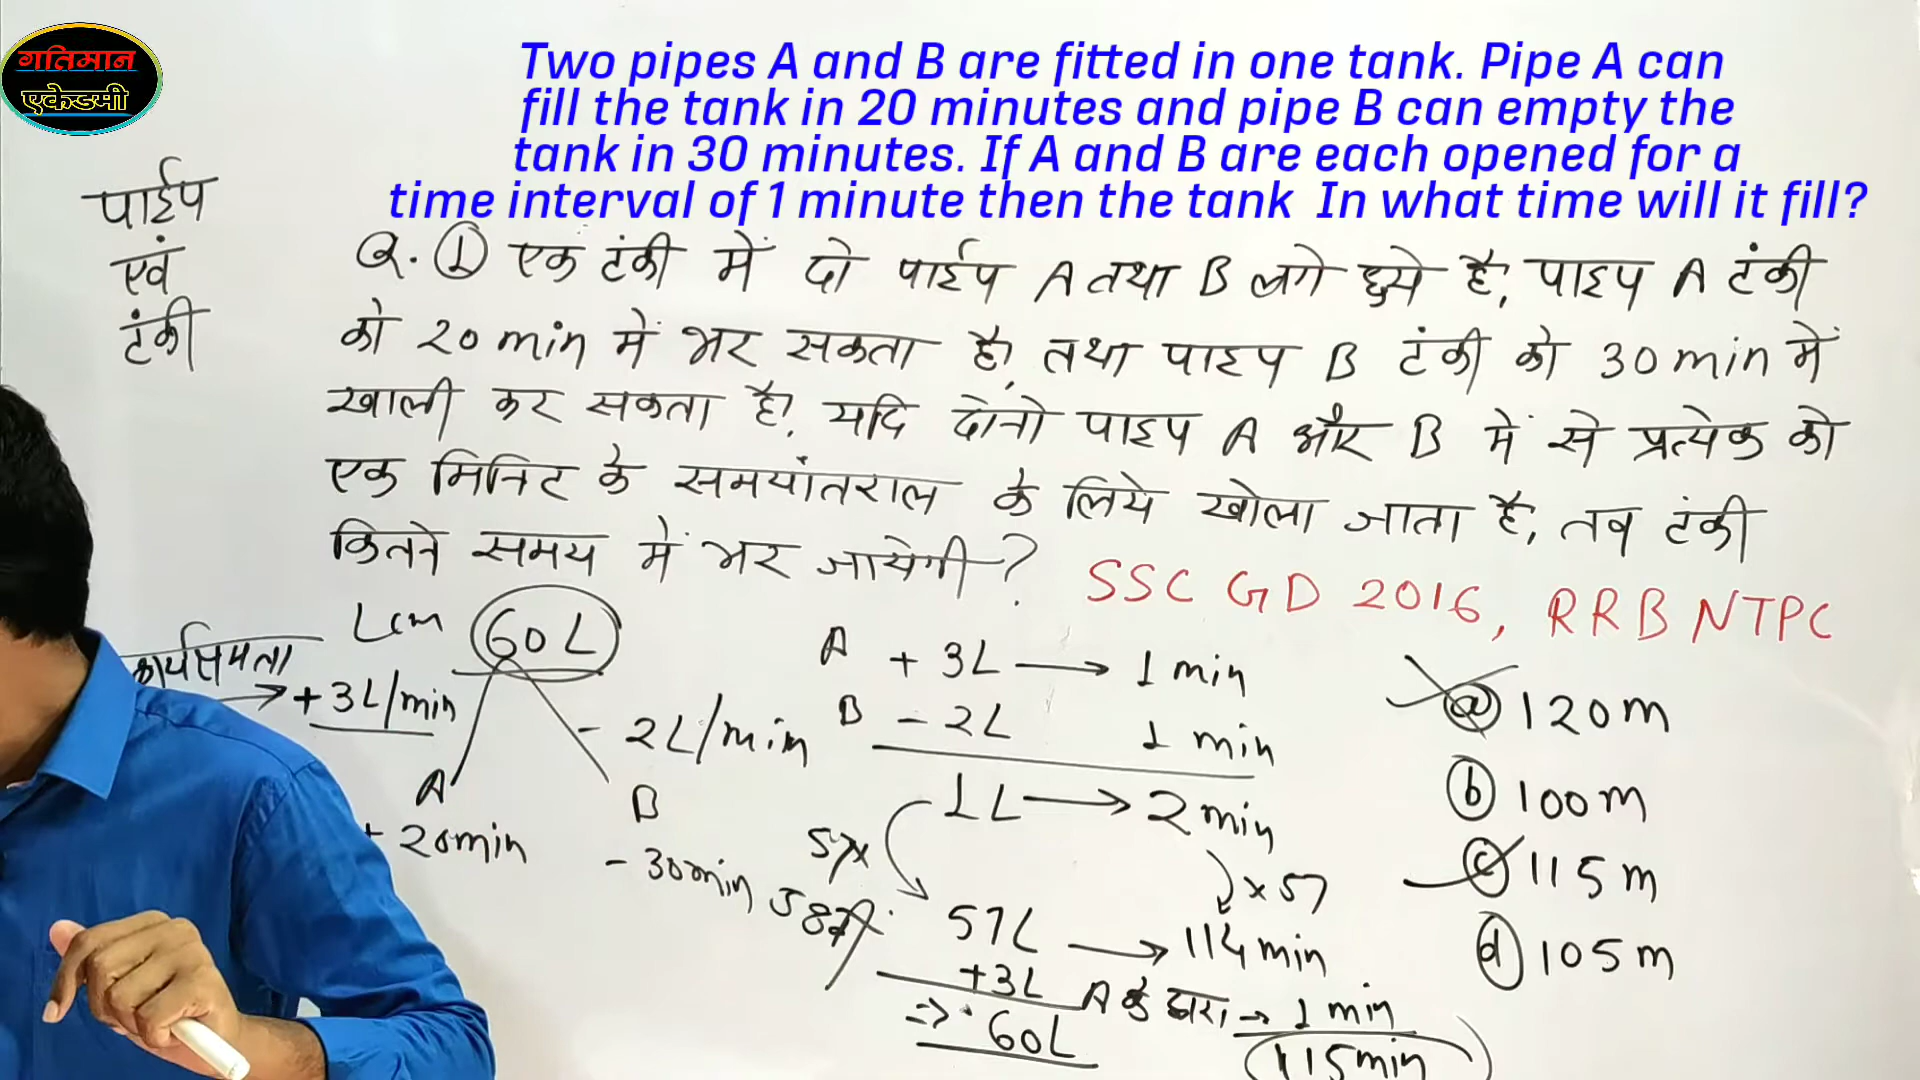 गतिमान
एकेडमी
Two pipes A and B are fitted in one tank. Pipe A can
fill the tank in 20 minutes and pipe B can empty the
tank in 30 minutes. If A and B are each opened for a
time interval of 1 minute then the tank In what time will it fill?
पाईप
एवं
टंकी
Q. ① एक टंकी में दो पाईप A तथा B लगे हुये है, पाइप A टंकी
को 20 min में भर सकता है, तथा पाइप B टंकी को 30 min में
खाली कर सकता है, यदि दोनो पाइप A और B में से प्रत्येक को
एक मिनिट के समयांतराल के लिये खोला जाता है, तब टंकी
कितने समय में भर जायेगी?
SSC GD 2016, RRB NTPC
Lcm 60L
कार्यक्षमता
→ +3L/min
- 2L/min
A
+ 20min
B
- 30min
A + 3L → 1 min
B - 2L 1 min
1L → 2 min
57x
x 57
58वें
57L → 114 min
+3L A के द्वारा → 1 min
⇒ 60L 115min
ⓐ 120m
ⓑ 100m
ⓒ 115m
ⓓ 105m